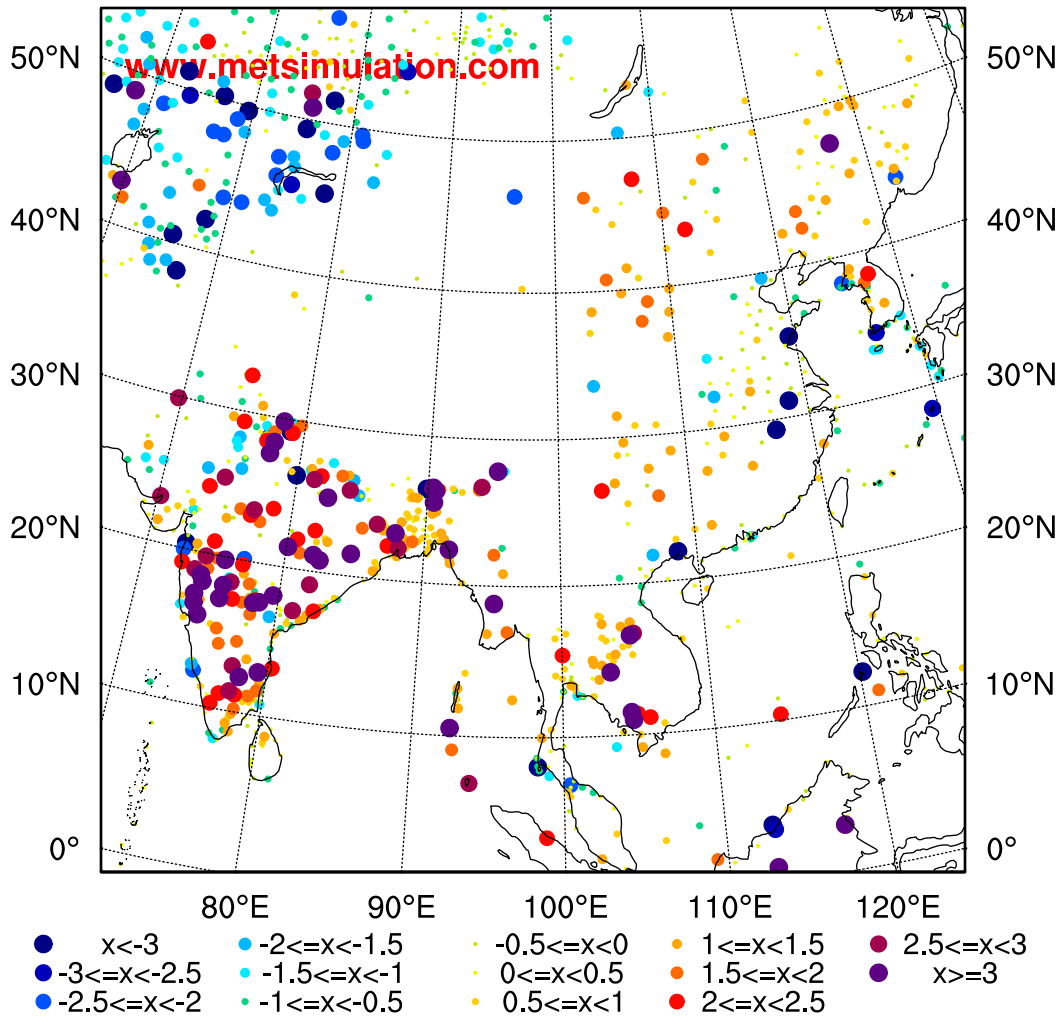 50°N 50°N
www.metsimulation.com
40°N 40°N
30°N 30°N
20°N 20°N
10°N 10°N
0° 0°
80°E 90°E 100°E 110°E 120°E
x<-3 -2<=x<-1.5 -0.5<=x<0 1<=x<1.5 2.5<=x<3
-3<=x<-2.5 -1.5<=x<-1 0<=x<0.5 1.5<=x<2 x>=3
-2.5<=x<-2 -1<=x<-0.5 0.5<=x<1 2<=x<2.5